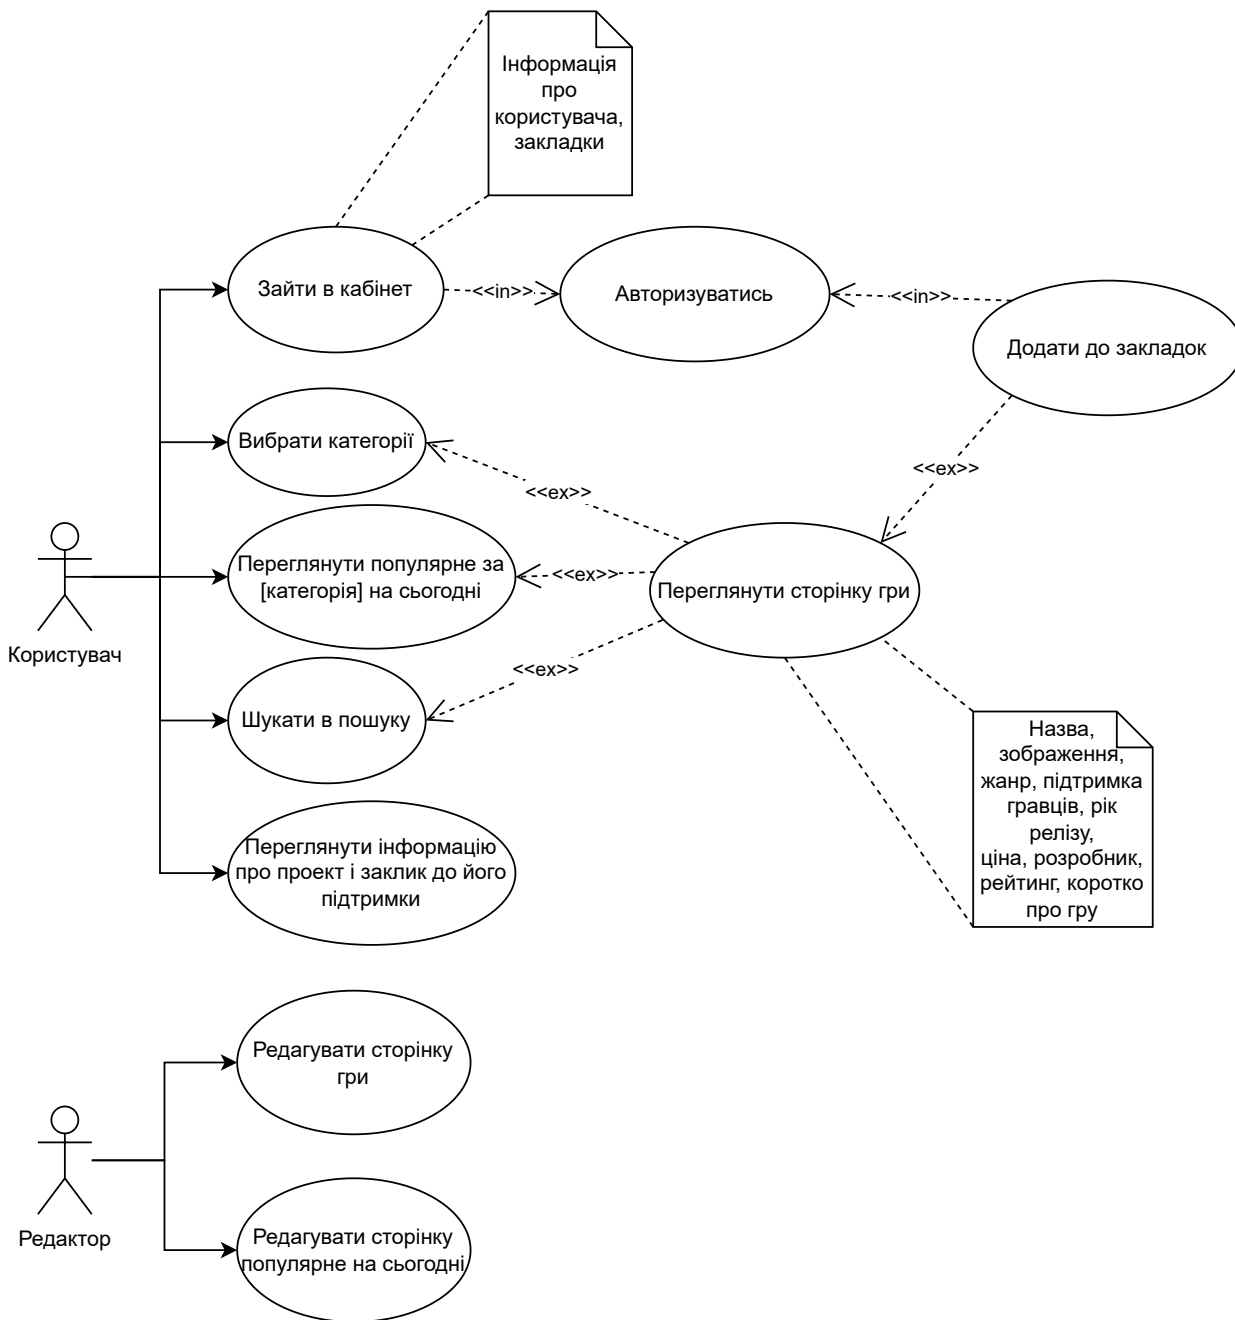 Інформація
про
користувача,
закладки
Зайти в кабінет
<<in>>
Авторизуватись
<<in>>
Додати до закладок
Вибрати категорії
<<ex>>
<<ex>>
Переглянути популярне за
[категорія] на сьогодні
<<ex>>
Переглянути сторінку гри
Користувач
<<ex>>
Шукати в пошуку
Назва,
зображення,
жанр, підтримка
гравців, рік
релізу,
ціна, розробник,
рейтинг, коротко
про гру
Переглянути інформацію
про проект і заклик до його
підтримки
Редагувати сторінку
гри
Редактор
Редагувати сторінку
популярне на сьогодні